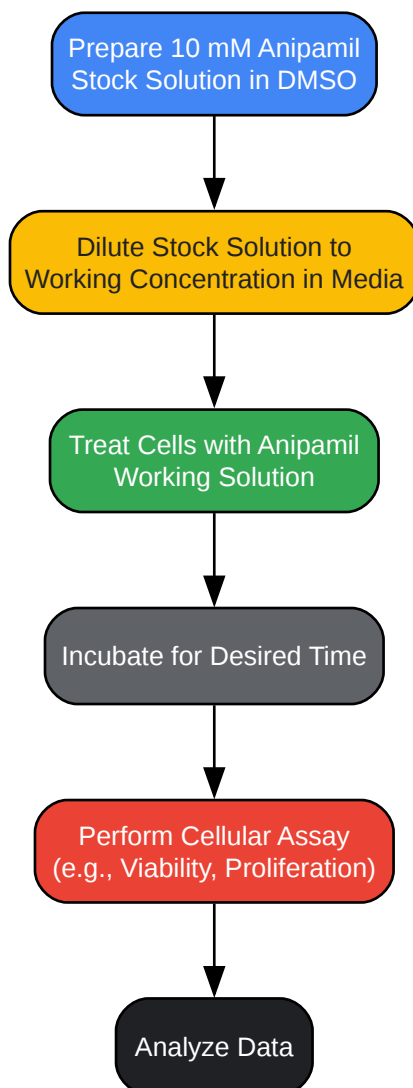 Prepare 10 mM Anipamil
Stock Solution in DMSO
Dilute Stock Solution to
Working Concentration in Media
Treat Cells with Anipamil
Working Solution
Incubate for Desired Time
Perform Cellular Assay
(e.g., Viability, Proliferation)
Analyze Data